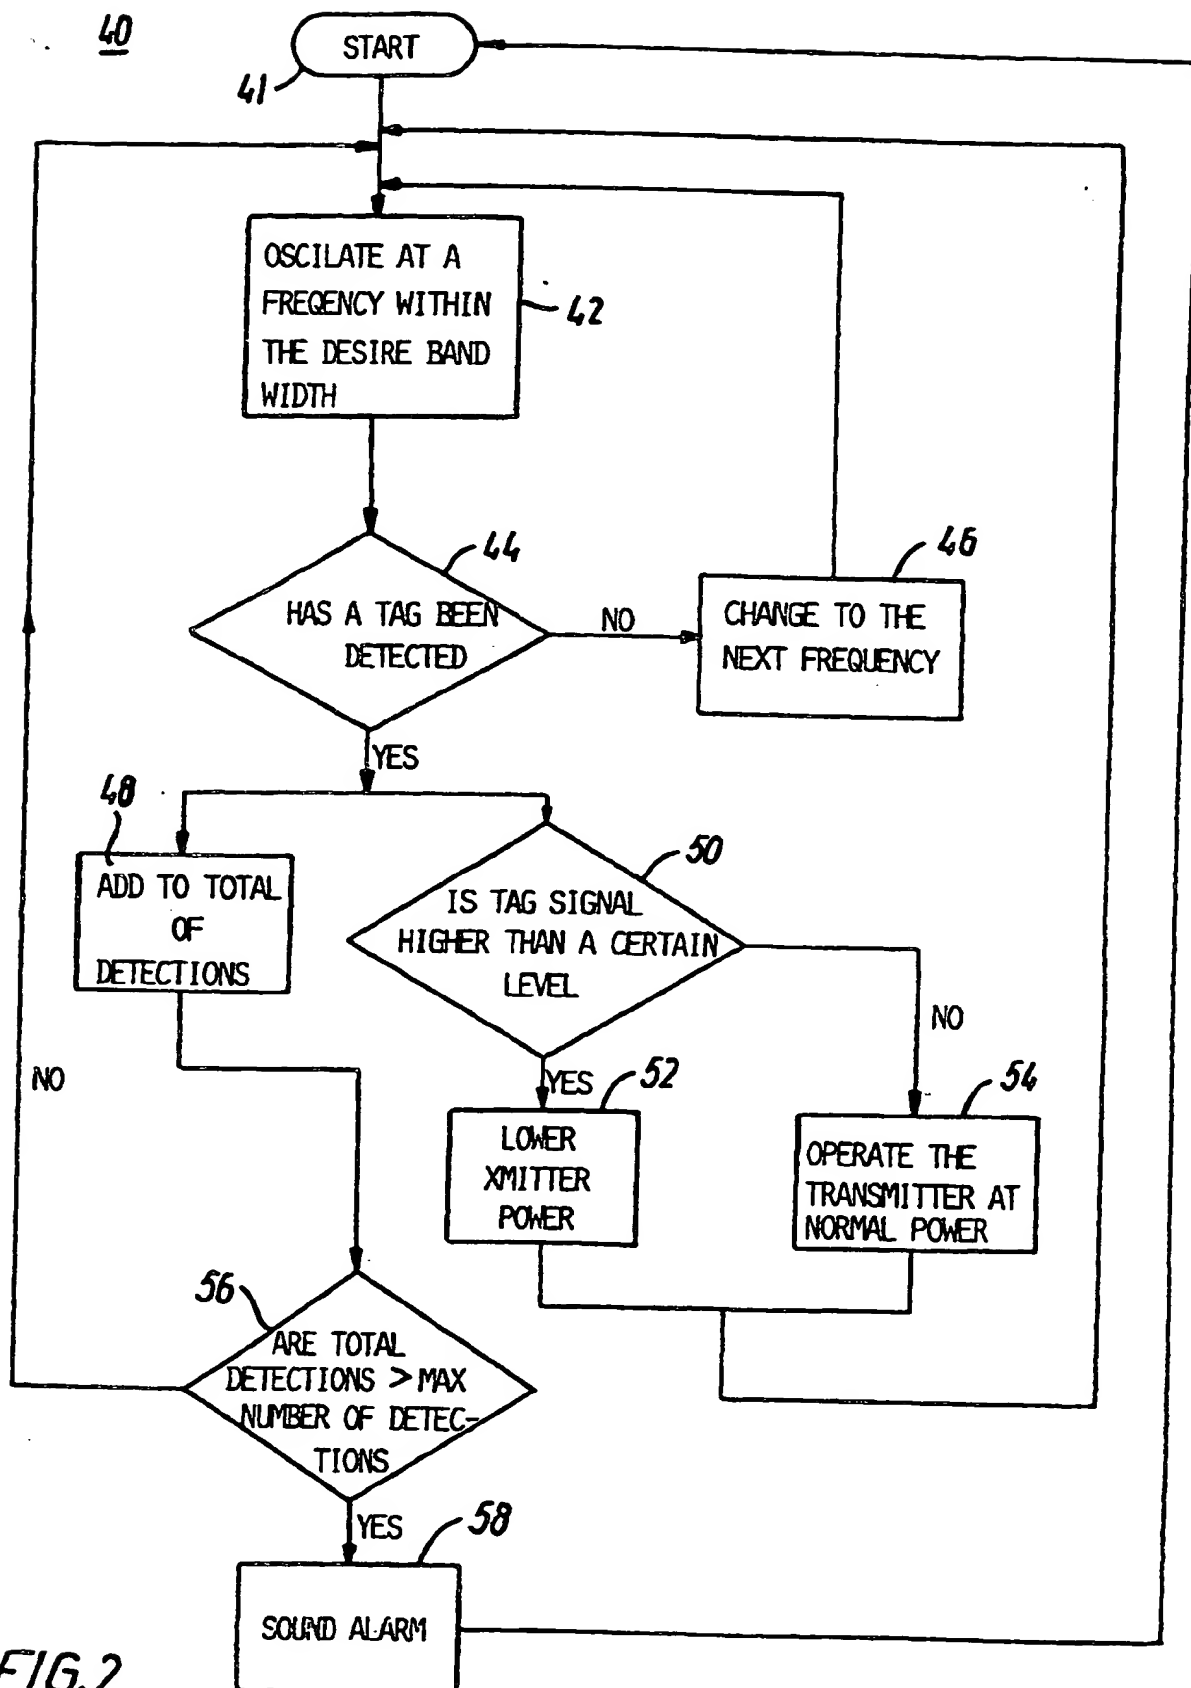 40
START
41
OSCILATE AT A
FREQENCY WITHIN
THE DESIRE BAND
WIDTH
42
44
HAS A TAG BEEN
DETECTED
NO
46
CHANGE TO THE
NEXT FREQUENCY
YES
48
ADD TO TOTAL
OF
DETECTIONS
50
IS TAG SIGNAL
HIGHER THAN A CERTAIN
LEVEL
NO
YES
52
LOWER
XMITTER
POWER
54
OPERATE THE
TRANSMITTER AT
NORMAL POWER
NO
56
ARE TOTAL
DETECTIONS > MAX
NUMBER OF DETEC-
TIONS
YES
58
SOUND ALARM
FIG.2